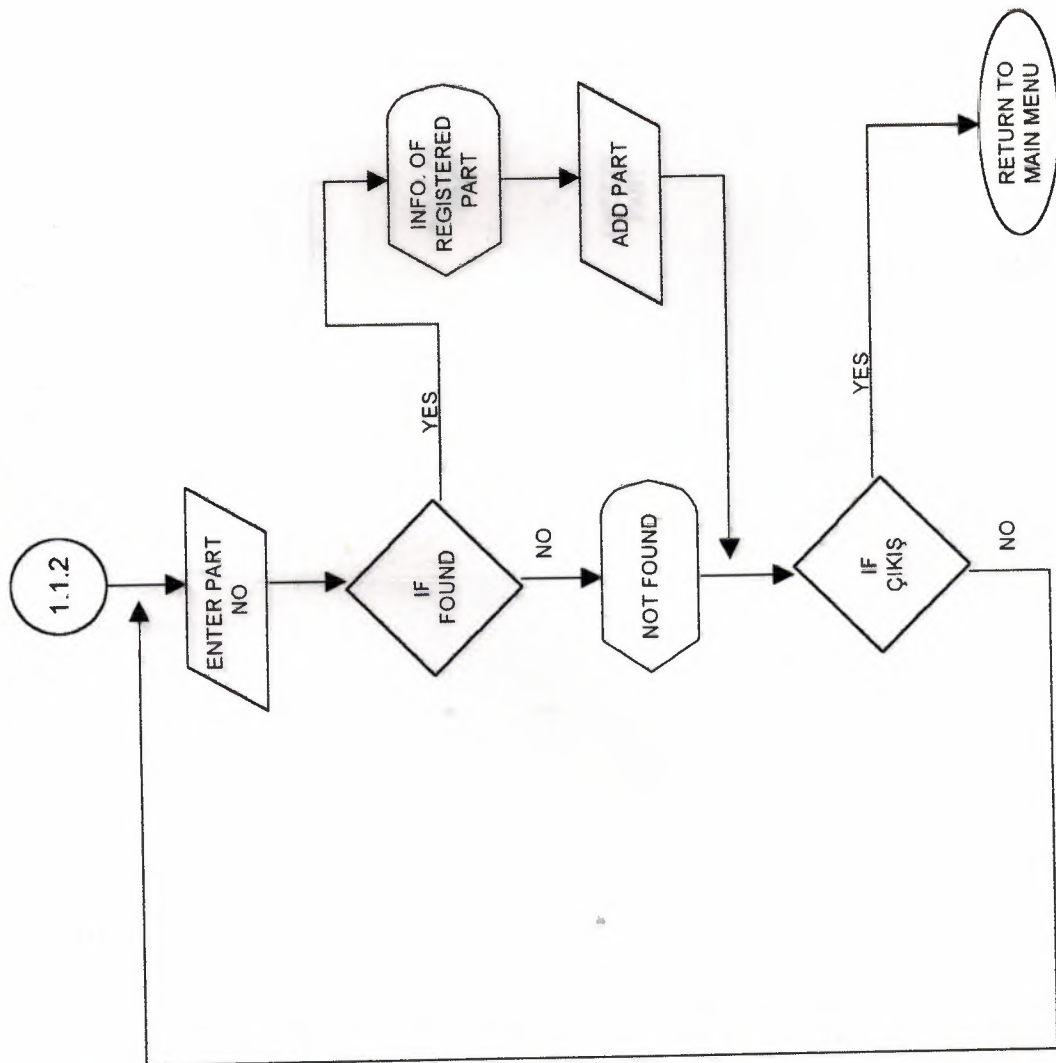 1.1.2
ENTER PART
NO
IF
FOUND
YES
INFO. OF
REGISTERED
PART
ADD PART
NO
NOT FOUND
IF
ÇIKIŞ
YES
RETURN TO
MAIN MENU
NO